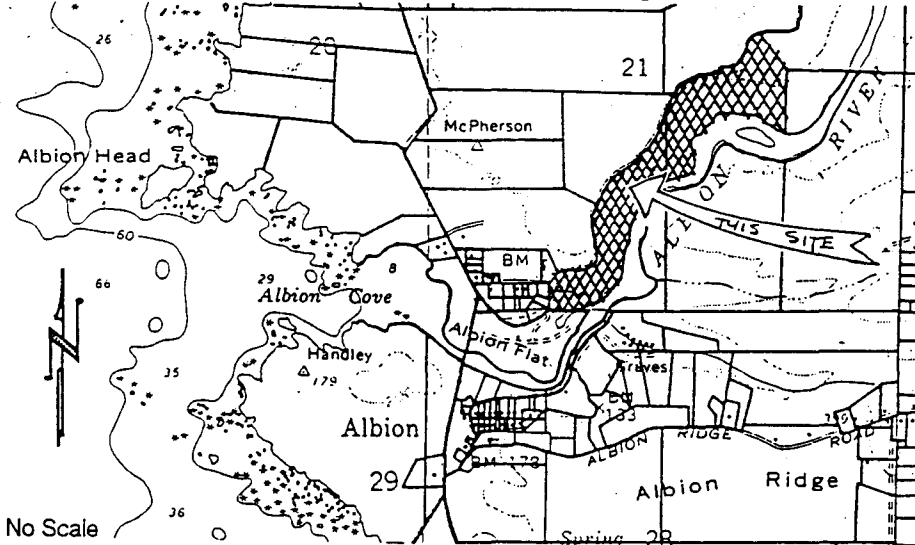 26
20
21
McPherson
Albion Head
ALBION RIVER
THIS SITE
60
BM
66
29
8
Albion Cove
Albion Flat
35
Handley
179
Graves
BM
133
Albion
ALBION RIDGE ROAD
BM 178
29
Albion Ridge
36
No Scale
Spring
28